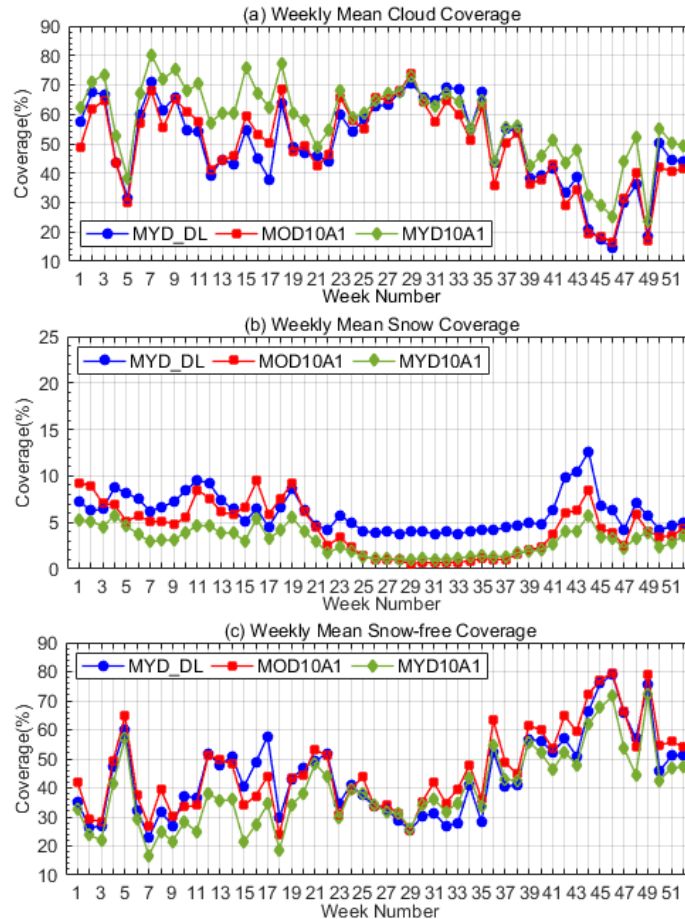 (a) Weekly Mean Cloud Coverage
90
80
70
60
50
40
30
20
10
Coverage(%)
MYD_DL MOD10A1 MYD10A1
1 3 5 7 9 11 13 15 17 19 21 23 25 27 29 31 33 35 37 39 41 43 45 47 49 51
Week Number
(b) Weekly Mean Snow Coverage
25
20
15
10
5
0
Coverage(%)
MYD_DL MOD10A1 MYD10A1
1 3 5 7 9 11 13 15 17 19 21 23 25 27 29 31 33 35 37 39 41 43 45 47 49 51
Week Number
(c) Weekly Mean Snow-free Coverage
90
80
70
60
50
40
30
20
10
Coverage(%)
MYD_DL MOD10A1 MYD10A1
1 3 5 7 9 11 13 15 17 19 21 23 25 27 29 31 33 35 37 39 41 43 45 47 49 51
Week Number